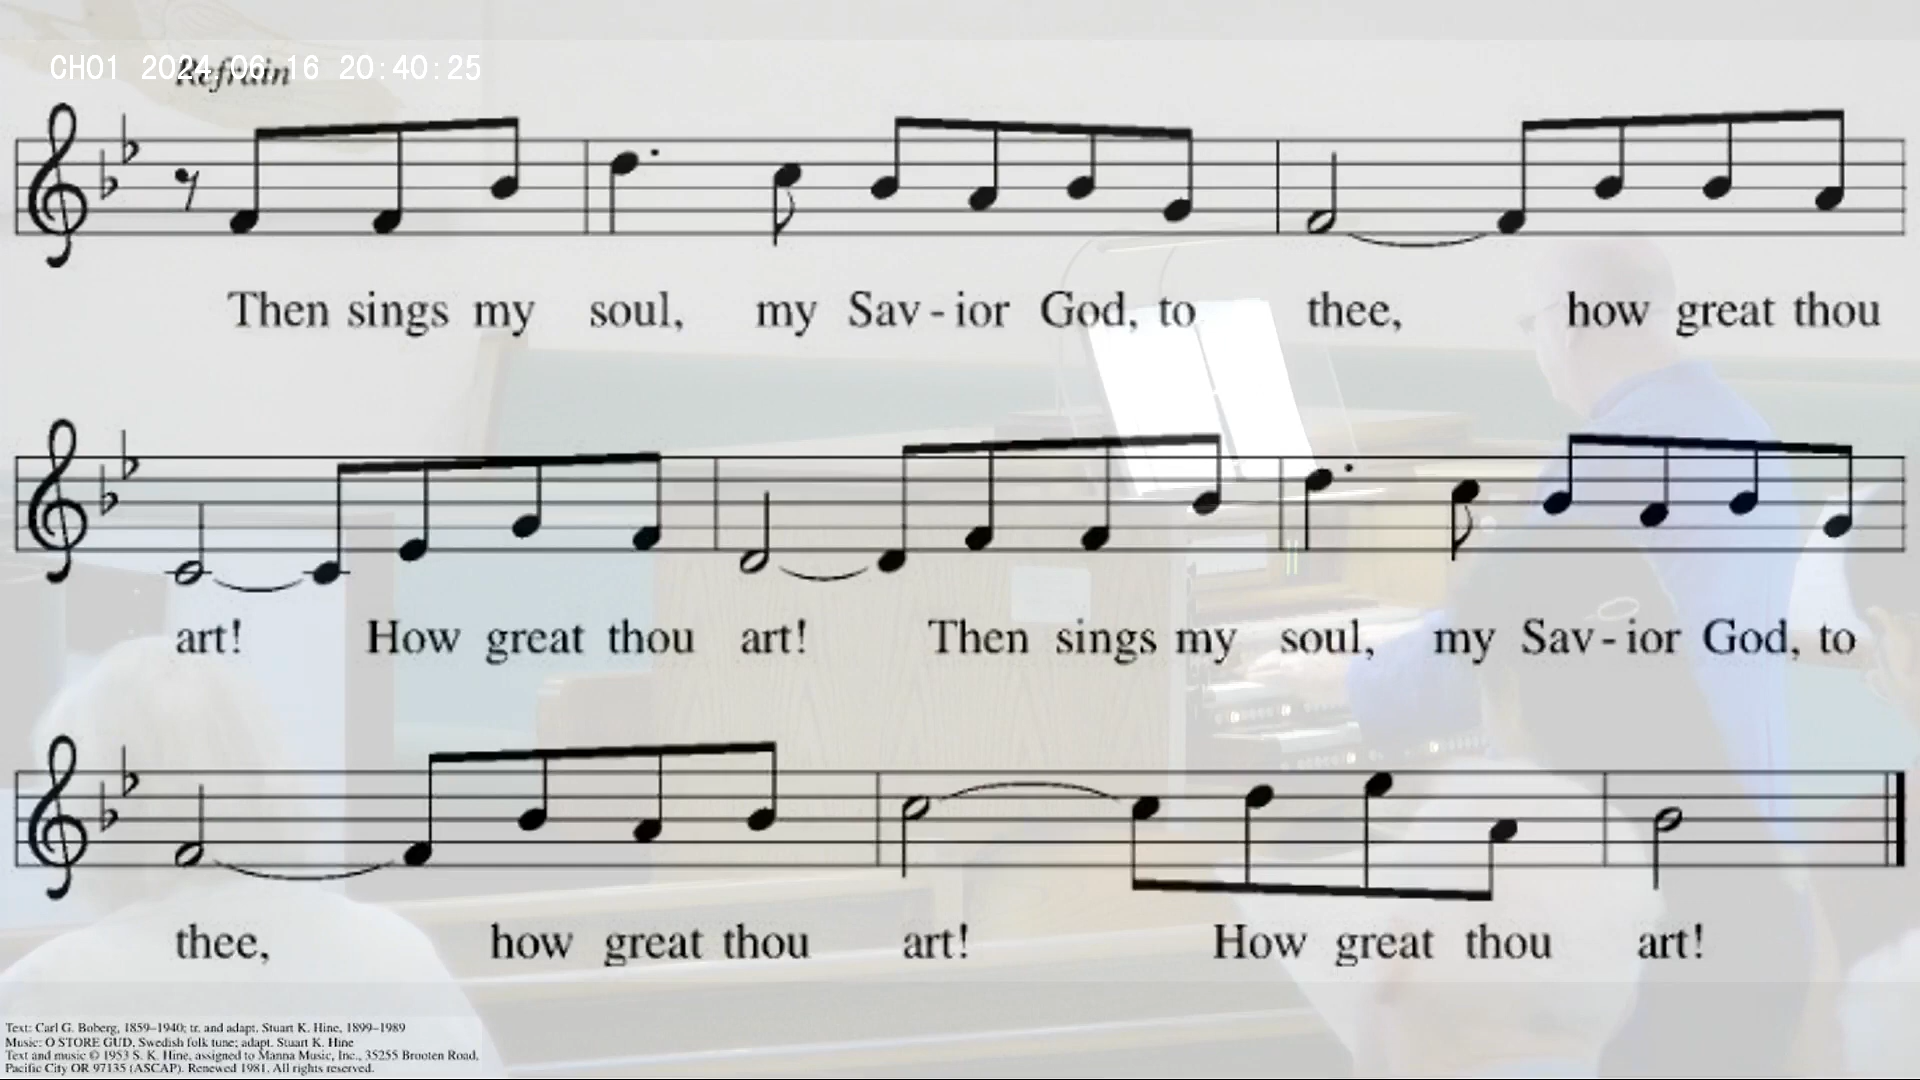 CH01 2024.06.16 20:40:25
Refrain
Then sings my soul, my Sav - ior God, to thee, how great thou
art! How great thou art! Then sings my soul, my Sav - ior God, to
thee, how great thou art! How great thou art!
Text: Carl G. Boberg, 1859–1940; tr. and adapt. Stuart K. Hine, 1899–1989
Music: O STORE GUD, Swedish folk tune; adapt. Stuart K. Hine
Text and music © 1953 S. K. Hine, assigned to Manna Music, Inc., 35255 Brooten Road,
Pacific City OR 97135 (ASCAP). Renewed 1981. All rights reserved.